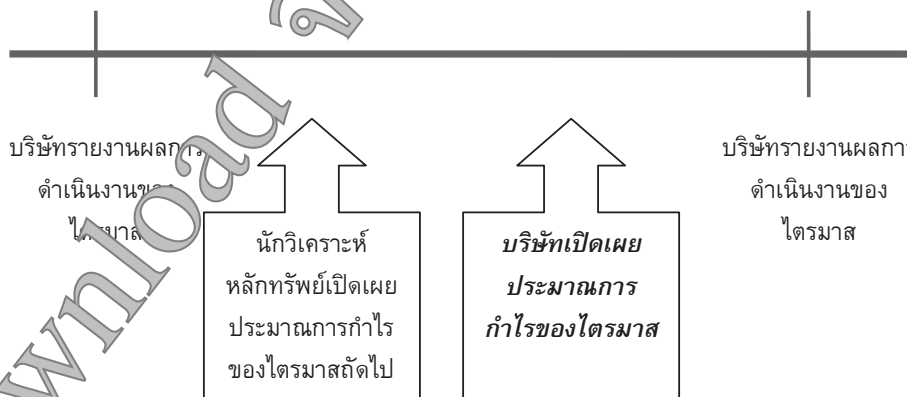 บริษัทรายงานผลการ
ดำเนินงานของ
ไตรมาส
นักวิเคราะห์
หลักทรัพย์เปิดเผย
ประมาณการกำไร
ของไตรมาสถัดไป
บริษัทเปิดเผย
ประมาณการ
กำไรของไตรมาส
บริษัทรายงานผลการ
ดำเนินงานของ
ไตรมาส
wnload จ